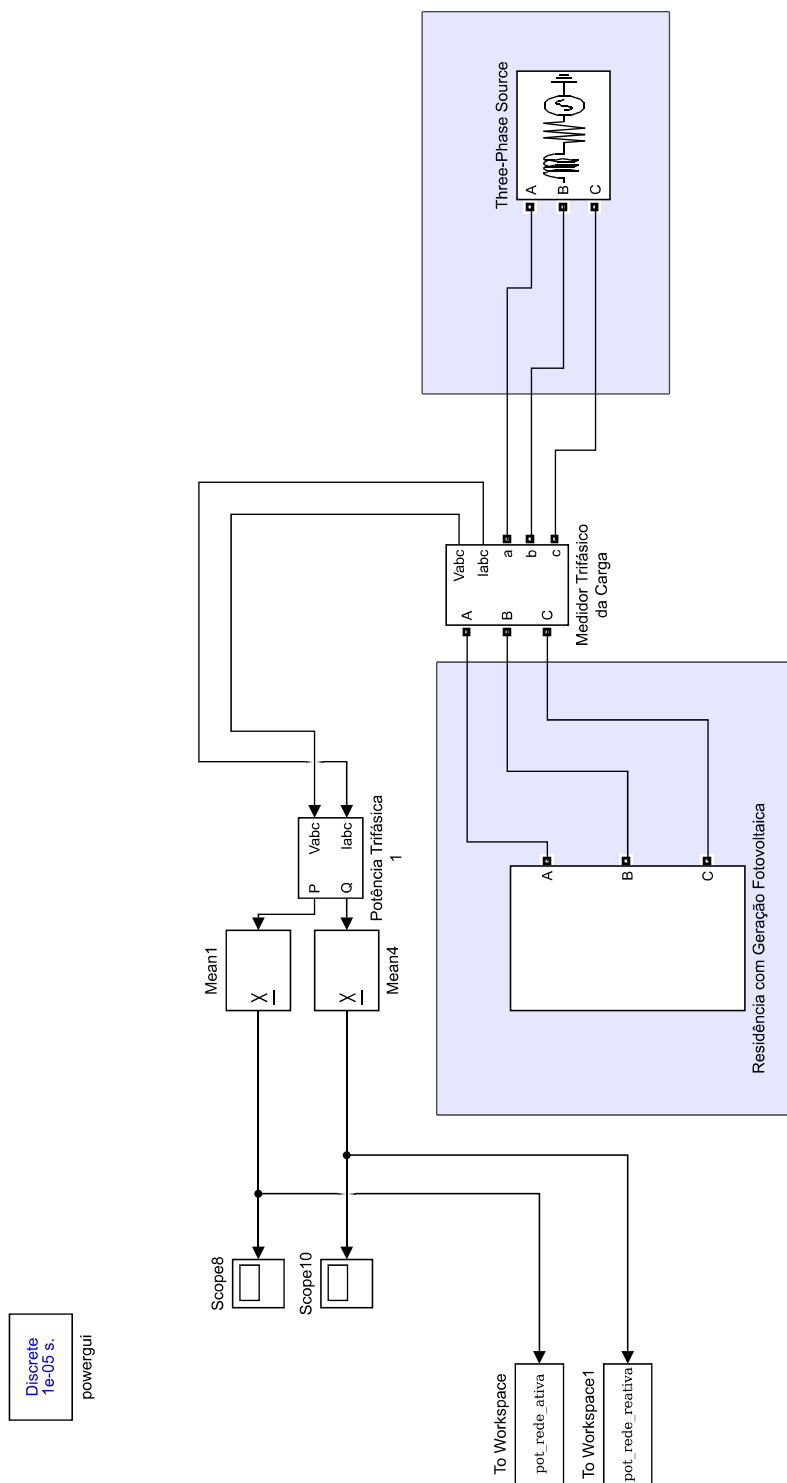 Three-Phase Source
A
B
C
Vabc
Iabc
a
b
c
A
B
C
Medidor Trifásico
da Carga
Vabc
Iabc
P
Q
Potência Trifásica
1
Mean1
X
Mean4
X
A
B
C
Residência com Geração Fotovoltaica
Scope8
Scope10
Discrete
1e-05 s.
powergui
To Workspace
pot_rede_ativa
To Workspace1
pot_rede_reativa